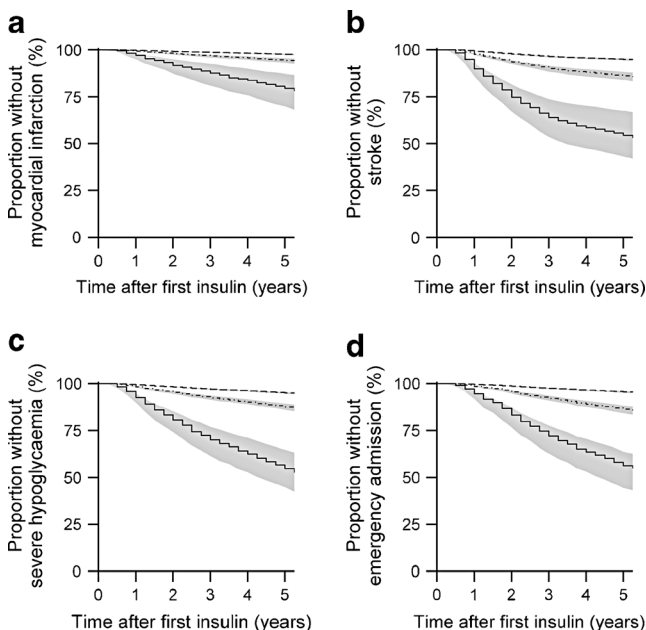 a
Proportion without
myocardial infarction (%)
100
75
50
25
0
0 1 2 3 4 5
Time after first insulin (years)
b
Proportion without
stroke (%)
100
75
50
25
0
0 1 2 3 4 5
Time after first insulin (years)
c
Proportion without
severe hypoglycaemia (%)
100
75
50
25
0
0 1 2 3 4 5
Time after first insulin (years)
d
Proportion without
emergency admission (%)
100
75
50
25
0
0 1 2 3 4 5
Time after first insulin (years)